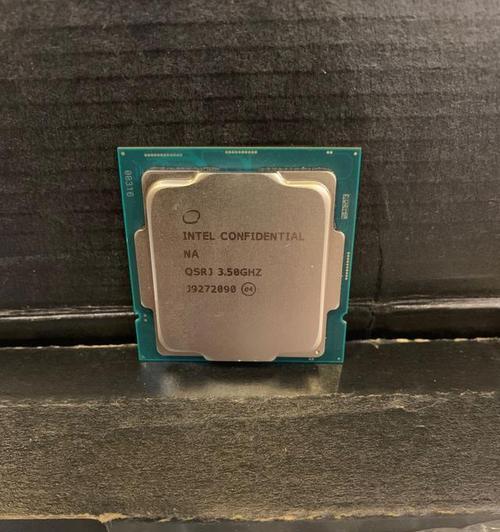 INTEL CONFIDENTIAL
NA
QSRJ 3.50GHZ
J9272090 e4